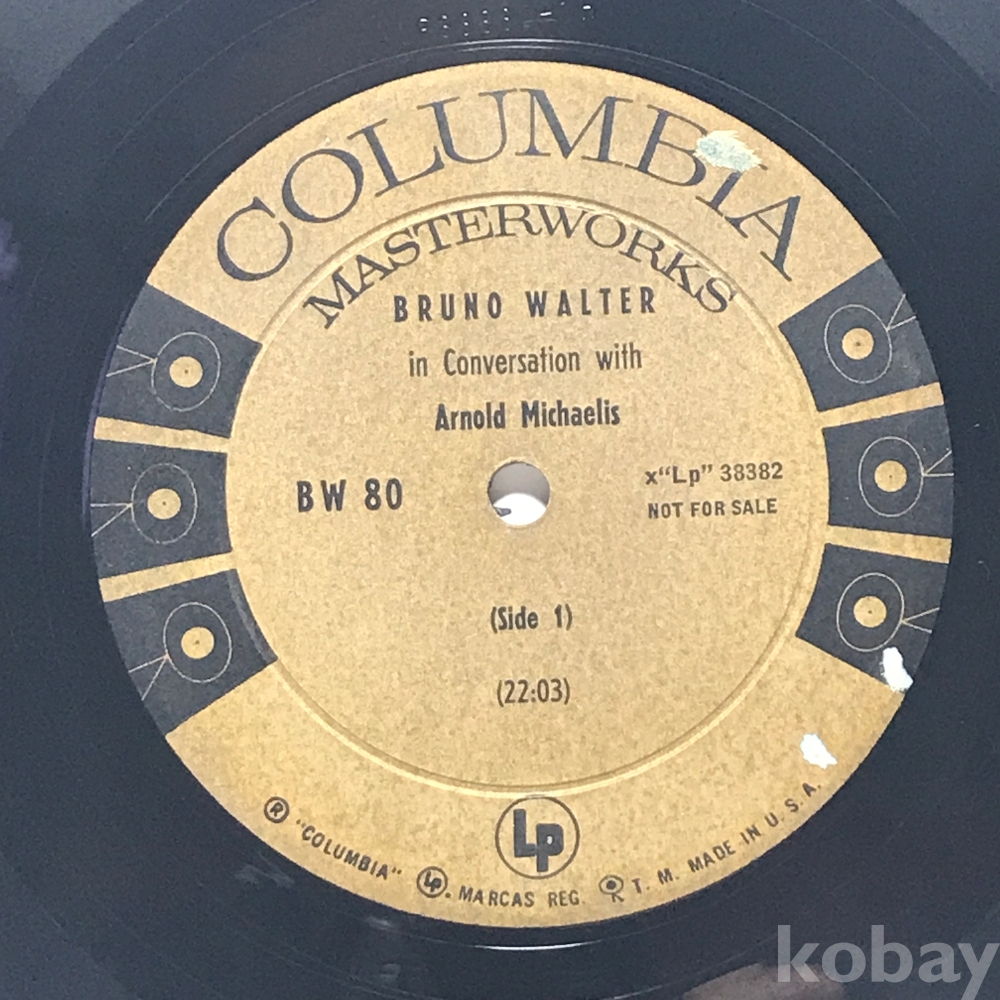 COLUMBIA
MASTERWORKS
BRUNO WALTER
in Conversation with
Arnold Michaelis
BW 80
x“Lp” 38382
NOT FOR SALE
(Side 1)
(22:03)
Lp
® "COLUMBIA" Lp. MARCAS REG. T. M. MADE IN U. S. A.
kobay